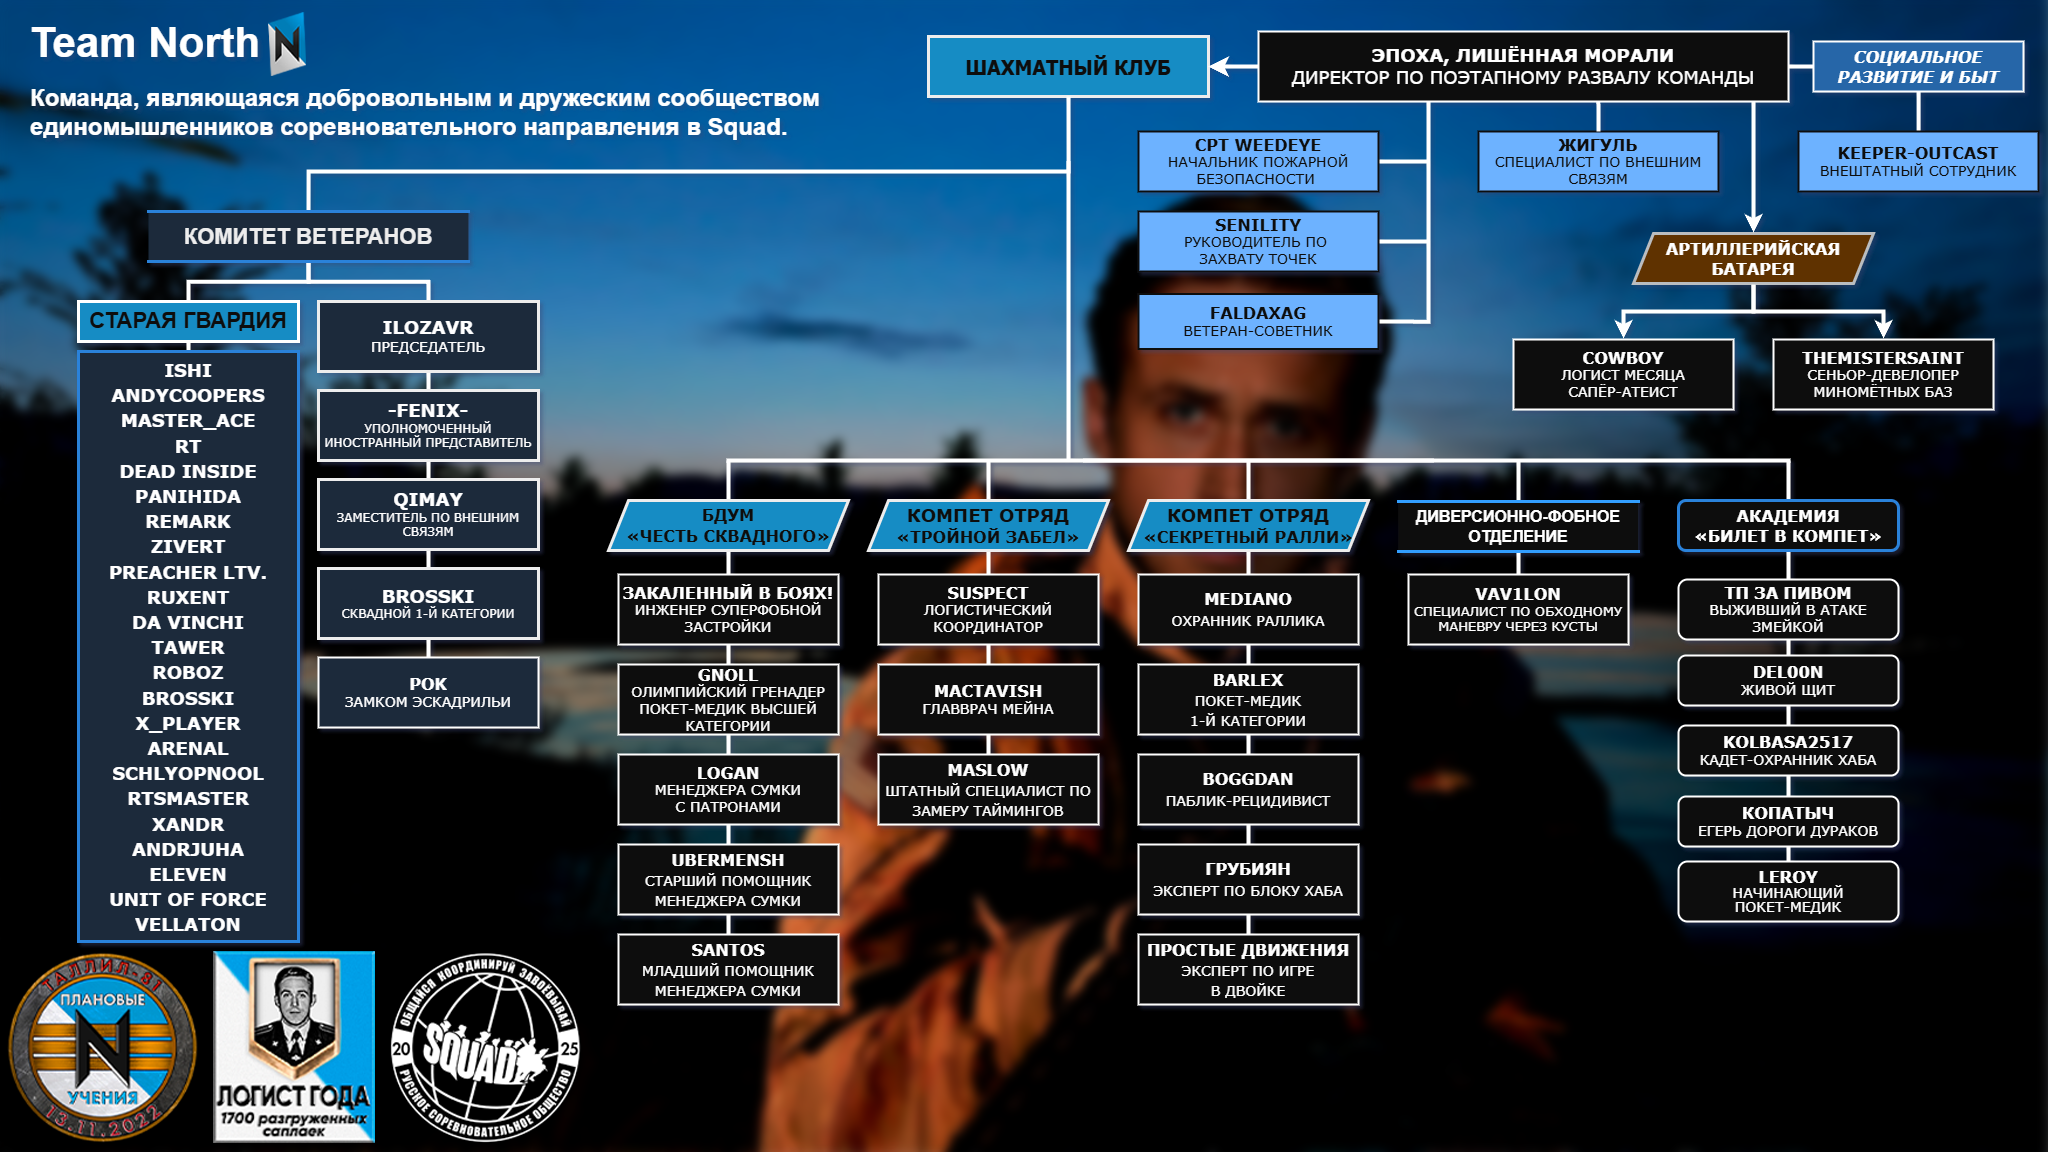 Team North N
Команда, являющаяся добровольным и дружеским сообществом
единомышленников соревновательного направления в Squad.
ШАХМАТНЫЙ КЛУБ
ЭПОХА, ЛИШЁННАЯ МОРАЛИ
ДИРЕКТОР ПО ПОЭТАПНОМУ РАЗВАЛУ КОМАНДЫ
СОЦИАЛЬНОЕ
РАЗВИТИЕ И БЫТ
CPT WEEDEYE
НАЧАЛЬНИК ПОЖАРНОЙ
БЕЗОПАСНОСТИ
ЖИГУЛЬ
СПЕЦИАЛИСТ ПО ВНЕШНИМ
СВЯЗЯМ
KEEPER-OUTCAST
ВНЕШТАТНЫЙ СОТРУДНИК
SENILITY
РУКОВОДИТЕЛЬ ПО
ЗАХВАТУ ТОЧЕК
FALDAXAG
ВЕТЕРАН-СОВЕТНИК
АРТИЛЛЕРИЙСКАЯ
БАТАРЕЯ
COWBOY
ЛОГИСТ МЕСЯЦА
САПЁР-АТЕИСТ
THEMISTERSAINT
СЕНЬОР-ДЕВЕЛОПЕР
МИНОМЁТНЫХ БАЗ
КОМИТЕТ ВЕТЕРАНОВ
СТАРАЯ ГВАРДИЯ
ISHI
ANDYCOOPERS
MASTER_ACE
RT
DEAD INSIDE
PANIHIDA
REMARK
ZIVERT
PREACHER LTV.
RUXENT
DA VINCHI
TAWER
ROBOZ
BROSSKI
X_PLAYER
ARENAL
SCHLYOPNOOL
RTSMASTER
XANDR
ANDRJUHA
ELEVEN
UNIT OF FORCE
VELLATON
ILOZAVR
ПРЕДСЕДАТЕЛЬ
-FENIX-
УПОЛНОМОЧЕННЫЙ
ИНОСТРАННЫЙ ПРЕДСТАВИТЕЛЬ
QIMAY
ЗАМЕСТИТЕЛЬ ПО ВНЕШНИМ
СВЯЗЯМ
BROSSKI
СКВАДНОЙ 1-Й КАТЕГОРИИ
РОК
ЗАМКОМ ЭСКАДРИЛЬИ
БДУМ
«ЧЕСТЬ СКВАДНОГО»
ЗАКАЛЕННЫЙ В БОЯХ!
ИНЖЕНЕР СУПЕРФОБНОЙ
ЗАСТРОЙКИ
GNOLL
ОЛИМПИЙСКИЙ ГРЕНАДЕР
ПОКЕТ-МЕДИК ВЫСШЕЙ
КАТЕГОРИИ
LOGAN
МЕНЕДЖЕРА СУМКИ
С ПАТРОНАМИ
UBERMENSH
СТАРШИЙ ПОМОЩНИК
МЕНЕДЖЕРА СУМКИ
SANTOS
МЛАДШИЙ ПОМОЩНИК
МЕНЕДЖЕРА СУМКИ
КОМПЕТ ОТРЯД
«ТРОЙНОЙ ЗАБЕЛ»
SUSPECT
ЛОГИСТИЧЕСКИЙ
КООРДИНАТОР
MACTAVISH
ГЛАВВРАЧ МЕЙНА
MASLOW
ШТАТНЫЙ СПЕЦИАЛИСТ ПО
ЗАМЕРУ ТАЙМИНГОВ
КОМПЕТ ОТРЯД
«СЕКРЕТНЫЙ РАЛЛИ»
MEDIANO
ОХРАННИК РАЛЛИКА
BARLEX
ПОКЕТ-МЕДИК
1-Й КАТЕГОРИИ
BOGGDAN
ПАБЛИК-РЕЦИДИВИСТ
ГРУБИЯН
ЭКСПЕРТ ПО БЛОКУ ХАБА
ПРОСТЫЕ ДВИЖЕНИЯ
ЭКСПЕРТ ПО ИГРЕ
В ДВОЙКЕ
ДИВЕРСИОННО-ФОБНОЕ
ОТДЕЛЕНИЕ
VAV1LON
СПЕЦИАЛИСТ ПО ОБХОДНОМУ
МАНЕВРУ ЧЕРЕЗ КУСТЫ
АКАДЕМИЯ
«БИЛЕТ В КОМПЕТ»
ТП ЗА ПИВОМ
ВЫЖИВШИЙ В АТАКЕ
ЗМЕЙКОЙ
DEL00N
ЖИВОЙ ЩИТ
KOLBASA2517
КАДЕТ-ОХРАННИК ХАБА
КОПАТЫЧ
ЕГЕРЬ ДОРОГИ ДУРАКОВ
LEROY
НАЧИНАЮЩИЙ
ПОКЕТ-МЕДИК
ТАЛЛИЛ-81
ПЛАНОВЫЕ
N
УЧЕНИЯ
13.11.2022
ЛОГИСТ ГОДА
1700 разгруженных
саплаек
ОБЩАЙСЯ КООРДИНИРУЙ ЗАВОЁВЫВАЙ
20 SQUAD 25
РУССКОЕ СОРЕВНОВАТЕЛЬНОЕ ОБЩЕСТВО